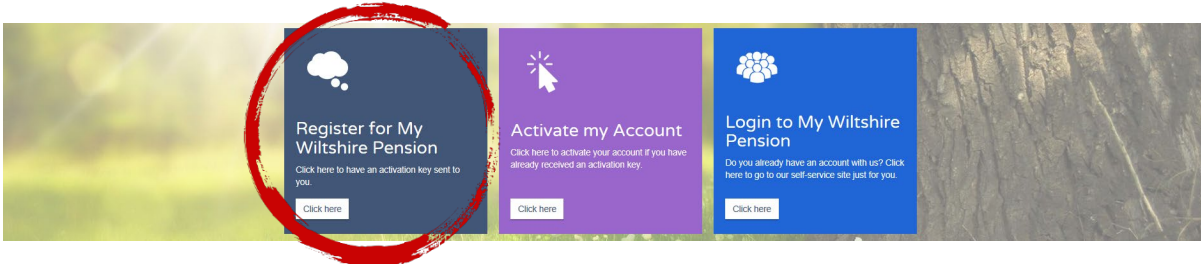 Register for My
Wiltshire Pension
Click here to have an activation key sent to
you.
Click here
Activate my Account
Click here to activate your account if you have
already received an activation key.
Click here
Login to My Wiltshire
Pension
Do you already have an account with us? Click
here to go to our self-service site just for you.
Click here